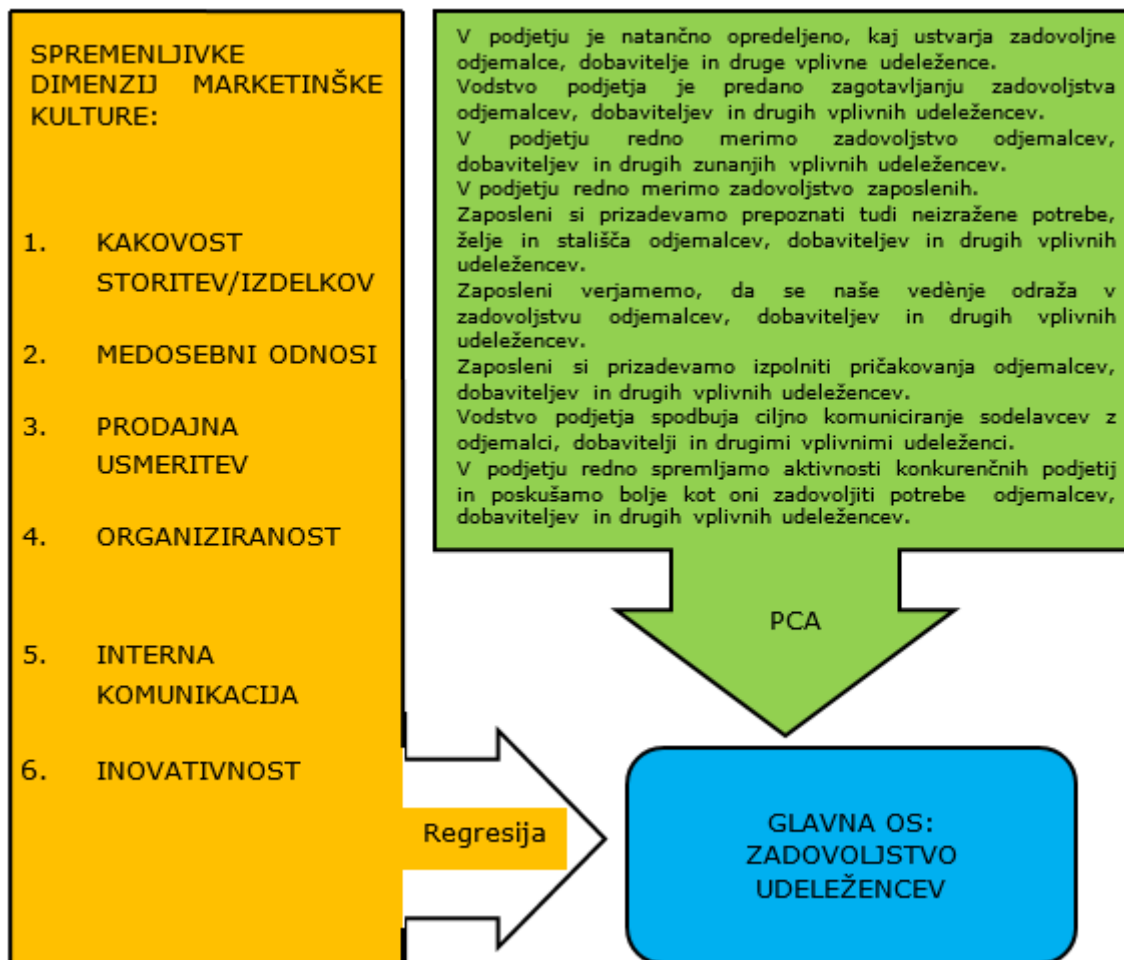 SPREMENLJIVKE
DIMENZIJ MARKETINŠKE
KULTURE:
1. KAKOVOST
STORITEV/IZDELKOV
2. MEDOSEBNI ODNOSI
3. PRODAJNA
USMERITEV
4. ORGANIZIRANOST
5. INTERNA
KOMUNIKACIJA
6. INOVATIVNOST
V podjetju je natančno opredeljeno, kaj ustvarja zadovoljne
odjemalce, dobavitelje in druge vplivne udeležence.
Vodstvo podjetja je predano zagotavljanju zadovoljstva
odjemalcev, dobaviteljev in drugih vplivnih udeležencev.
V podjetju redno merimo zadovoljstvo odjemalcev,
dobaviteljev in drugih zunanjih vplivnih udeležencev.
V podjetju redno merimo zadovoljstvo zaposlenih.
Zaposleni si prizadevamo prepoznati tudi neizražene potrebe,
želje in stališča odjemalcev, dobaviteljev in drugih vplivnih
udeležencev.
Zaposleni verjamemo, da se naše vedènje odraža v
zadovoljstvu odjemalcev, dobaviteljev in drugih vplivnih
udeležencev.
Zaposleni si prizadevamo izpolniti pričakovanja odjemalcev,
dobaviteljev in drugih vplivnih udeležencev.
Vodstvo podjetja spodbuja ciljno komuniciranje sodelavcev z
odjemalci, dobavitelji in drugimi vplivnimi udeleženci.
V podjetju redno spremljamo aktivnosti konkurenčnih podjetij
in poskušamo bolje kot oni zadovoljiti potrebe odjemalcev,
dobaviteljev in drugih vplivnih udeležencev.
PCA
Regresija
GLAVNA OS:
ZADOVOLJSTVO
UDELEŽENCEV